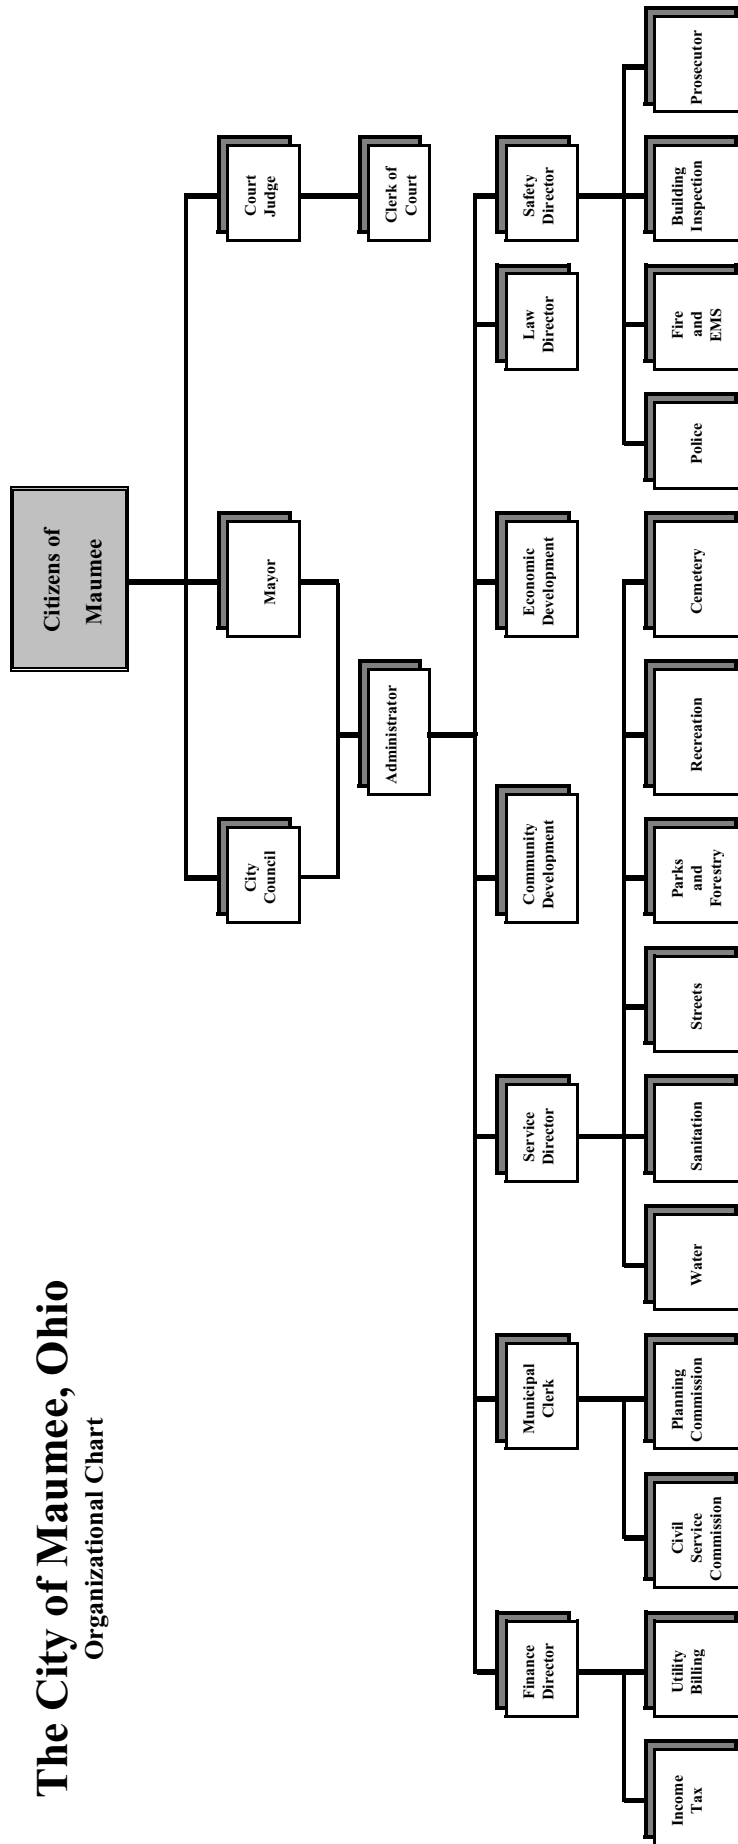 The City of Maumee, Ohio
Organizational Chart
Citizens of
Maumee
City
Council
Mayor
Court
Judge
Administrator
Clerk of
Court
Finance
Director
Municipal
Clerk
Service
Director
Community
Development
Economic
Development
Law
Director
Safety
Director
Income
Tax
Utility
Billing
Civil
Service
Commission
Planning
Commission
Water
Sanitation
Streets
Parks
and
Forestry
Recreation
Cemetery
Police
Fire
and
EMS
Building
Inspection
Prosecutor